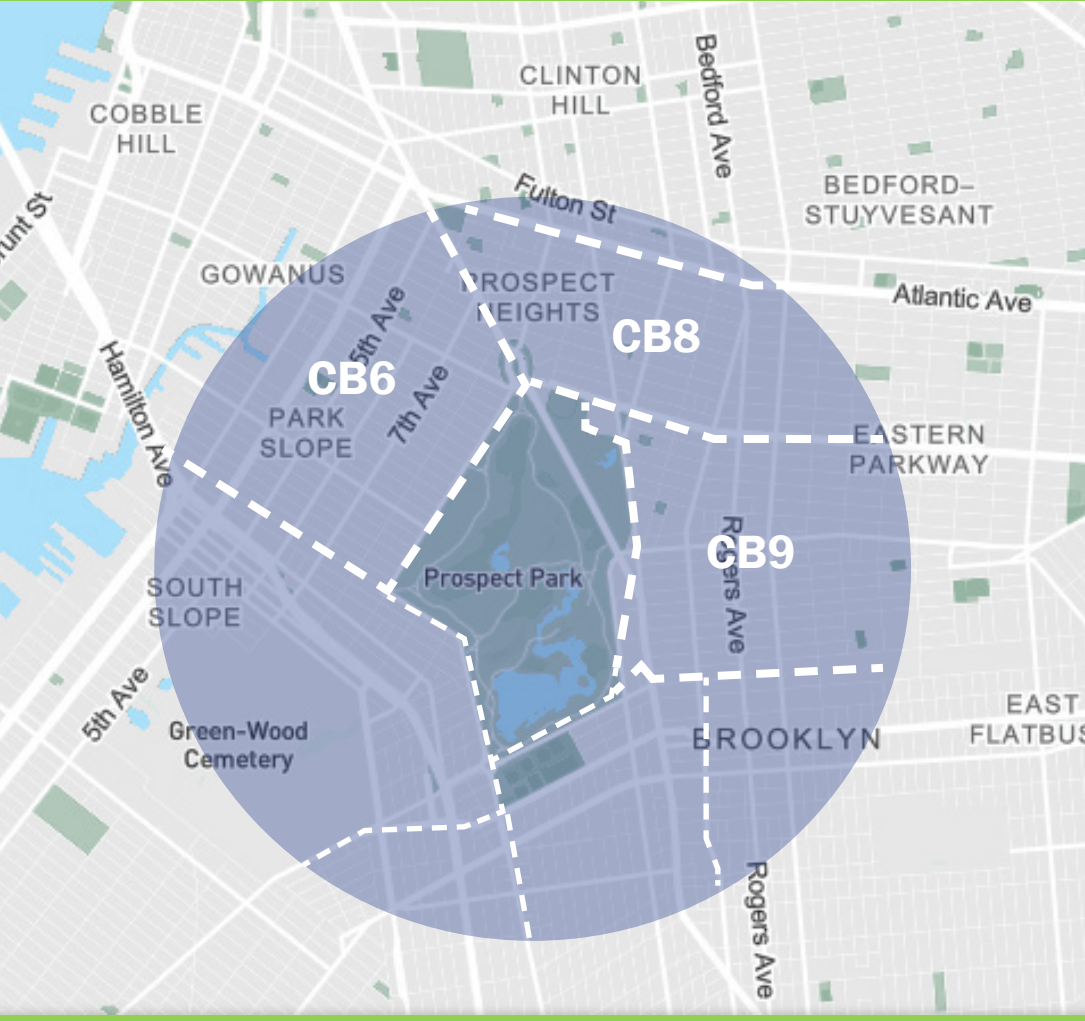 CLINTON
HILL
Bedford Ave
COBBLE
HILL
BEDFORD–
STUYVESANT
Fulton St
runt St
GOWANUS
PROSPECT
HEIGHTS
Atlantic Ave
5th Ave
CB8
CB6
7th Ave
Hamilton Ave
PARK
SLOPE
EASTERN
PARKWAY
CB9
Rogers Ave
Prospect Park
SOUTH
SLOPE
5th Ave
Green-Wood
Cemetery
BROOKLYN
EAST
FLATBUS
Rogers Ave